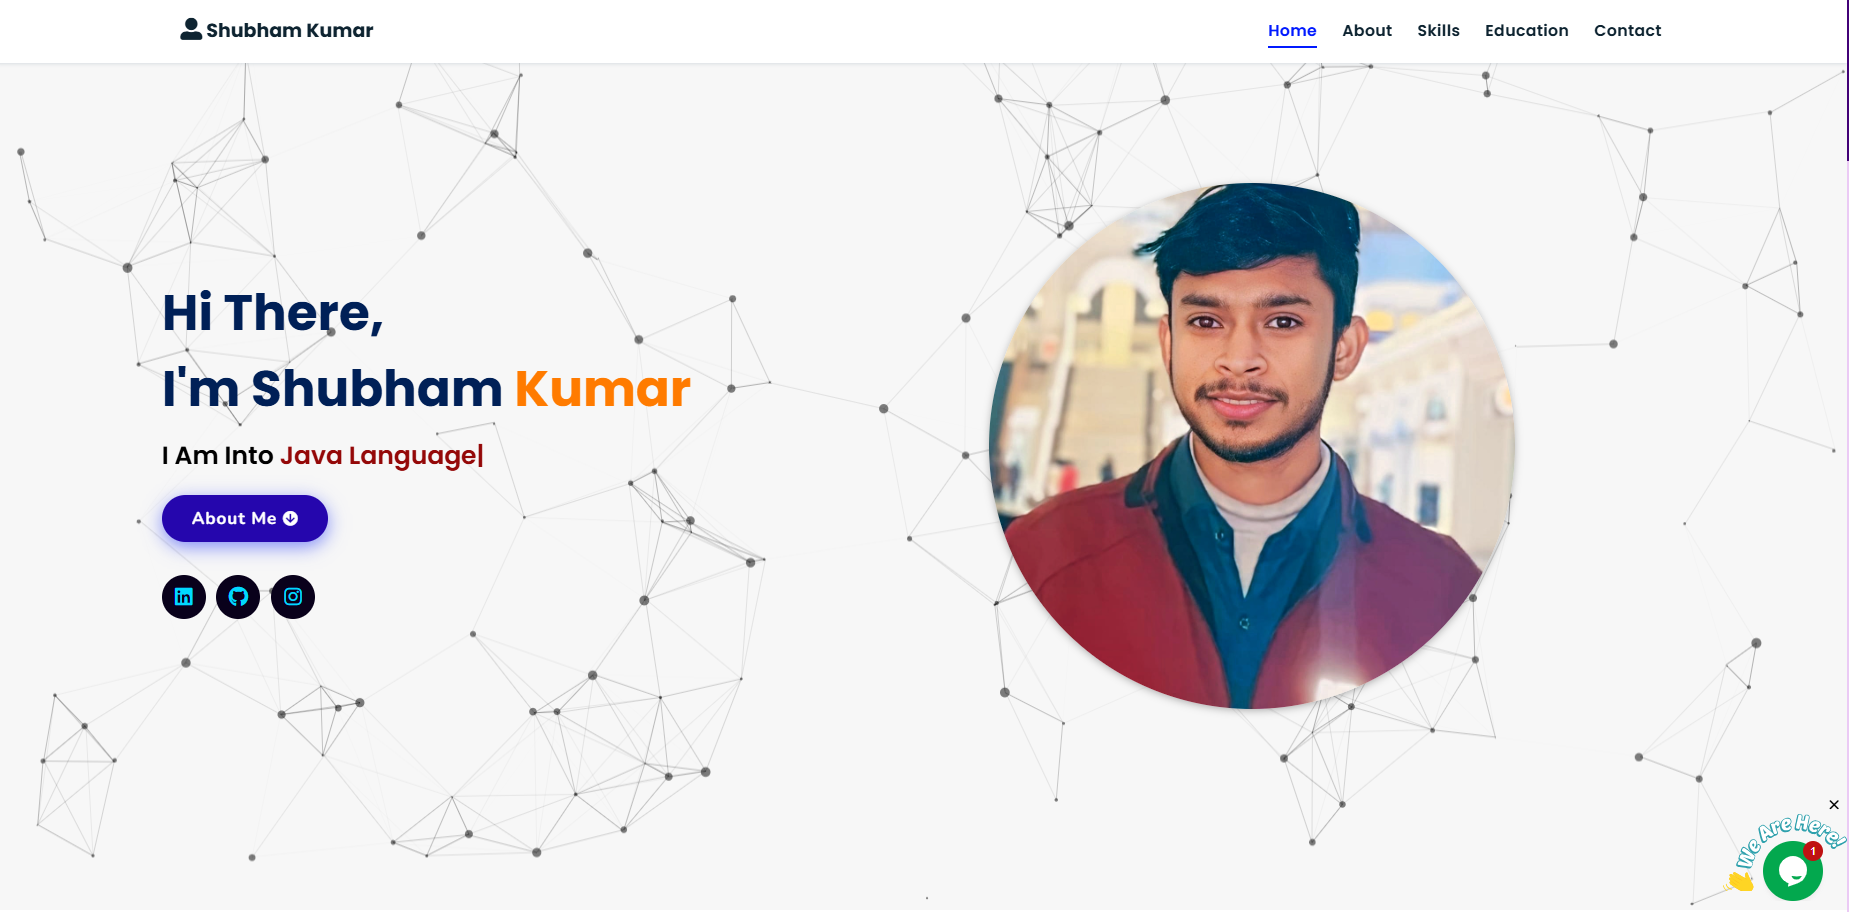 Shubham Kumar
Home About Skills Education Contact
Hi There,
I'm Shubham Kumar
I Am Into Java Language|
About Me
We Are Here!
1